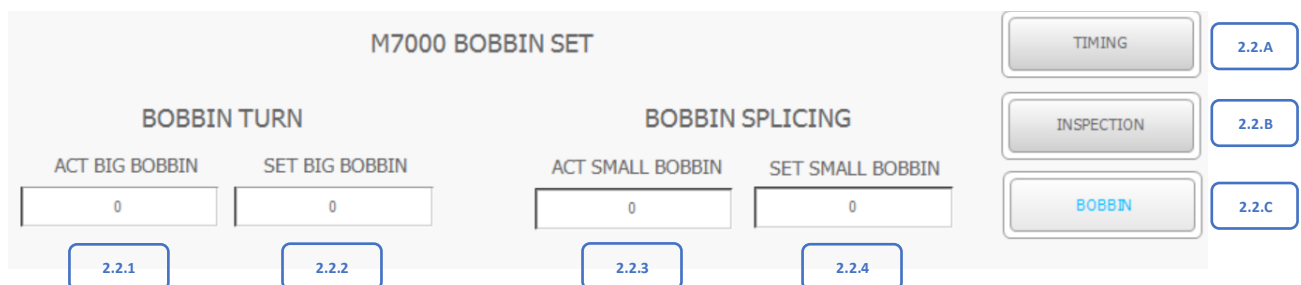 M7000 BOBBIN SET
TIMING
2.2.A
BOBBIN TURN
BOBBIN SPLICING
INSPECTION
2.2.B
ACT BIG BOBBIN
SET BIG BOBBIN
ACT SMALL BOBBIN
SET SMALL BOBBIN
0
0
0
0
BOBBIN
2.2.C
2.2.1
2.2.2
2.2.3
2.2.4